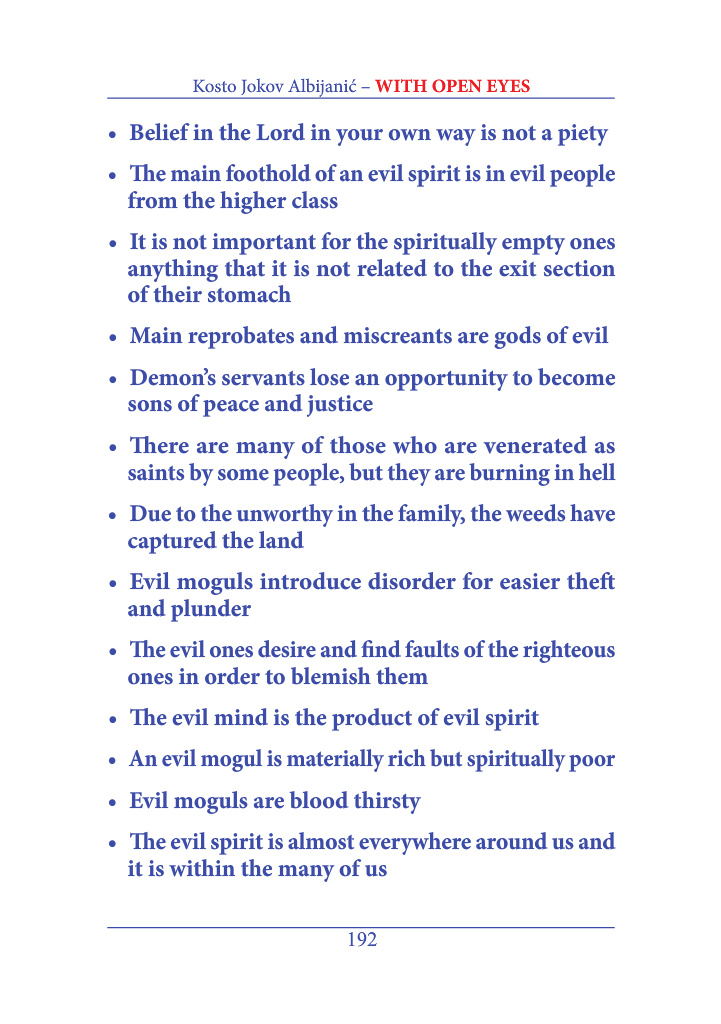 Kosto Jokov Albijanić – WITH OPEN EYES
• Belief in the Lord in your own way is not a piety
• The main foothold of an evil spirit is in evil people
from the higher class
• It is not important for the spiritually empty ones
anything that it is not related to the exit section
of their stomach
• Main reprobates and miscreants are gods of evil
• Demon’s servants lose an opportunity to become
sons of peace and justice
• There are many of those who are venerated as
saints by some people, but they are burning in hell
• Due to the unworthy in the family, the weeds have
captured the land
• Evil moguls introduce disorder for easier theft
and plunder
• The evil ones desire and find faults of the righteous
ones in order to blemish them
• The evil mind is the product of evil spirit
• An evil mogul is materially rich but spiritually poor
• Evil moguls are blood thirsty
• The evil spirit is almost everywhere around us and
it is within the many of us
192